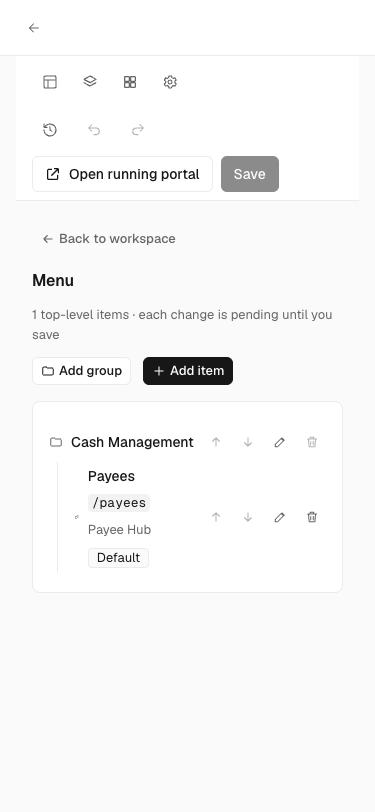 Open running portal
Save
Back to workspace
Menu
1 top-level items · each change is pending until you
save
Add group
Add item
Cash Management
Payees
/payees
Payee Hub
Default